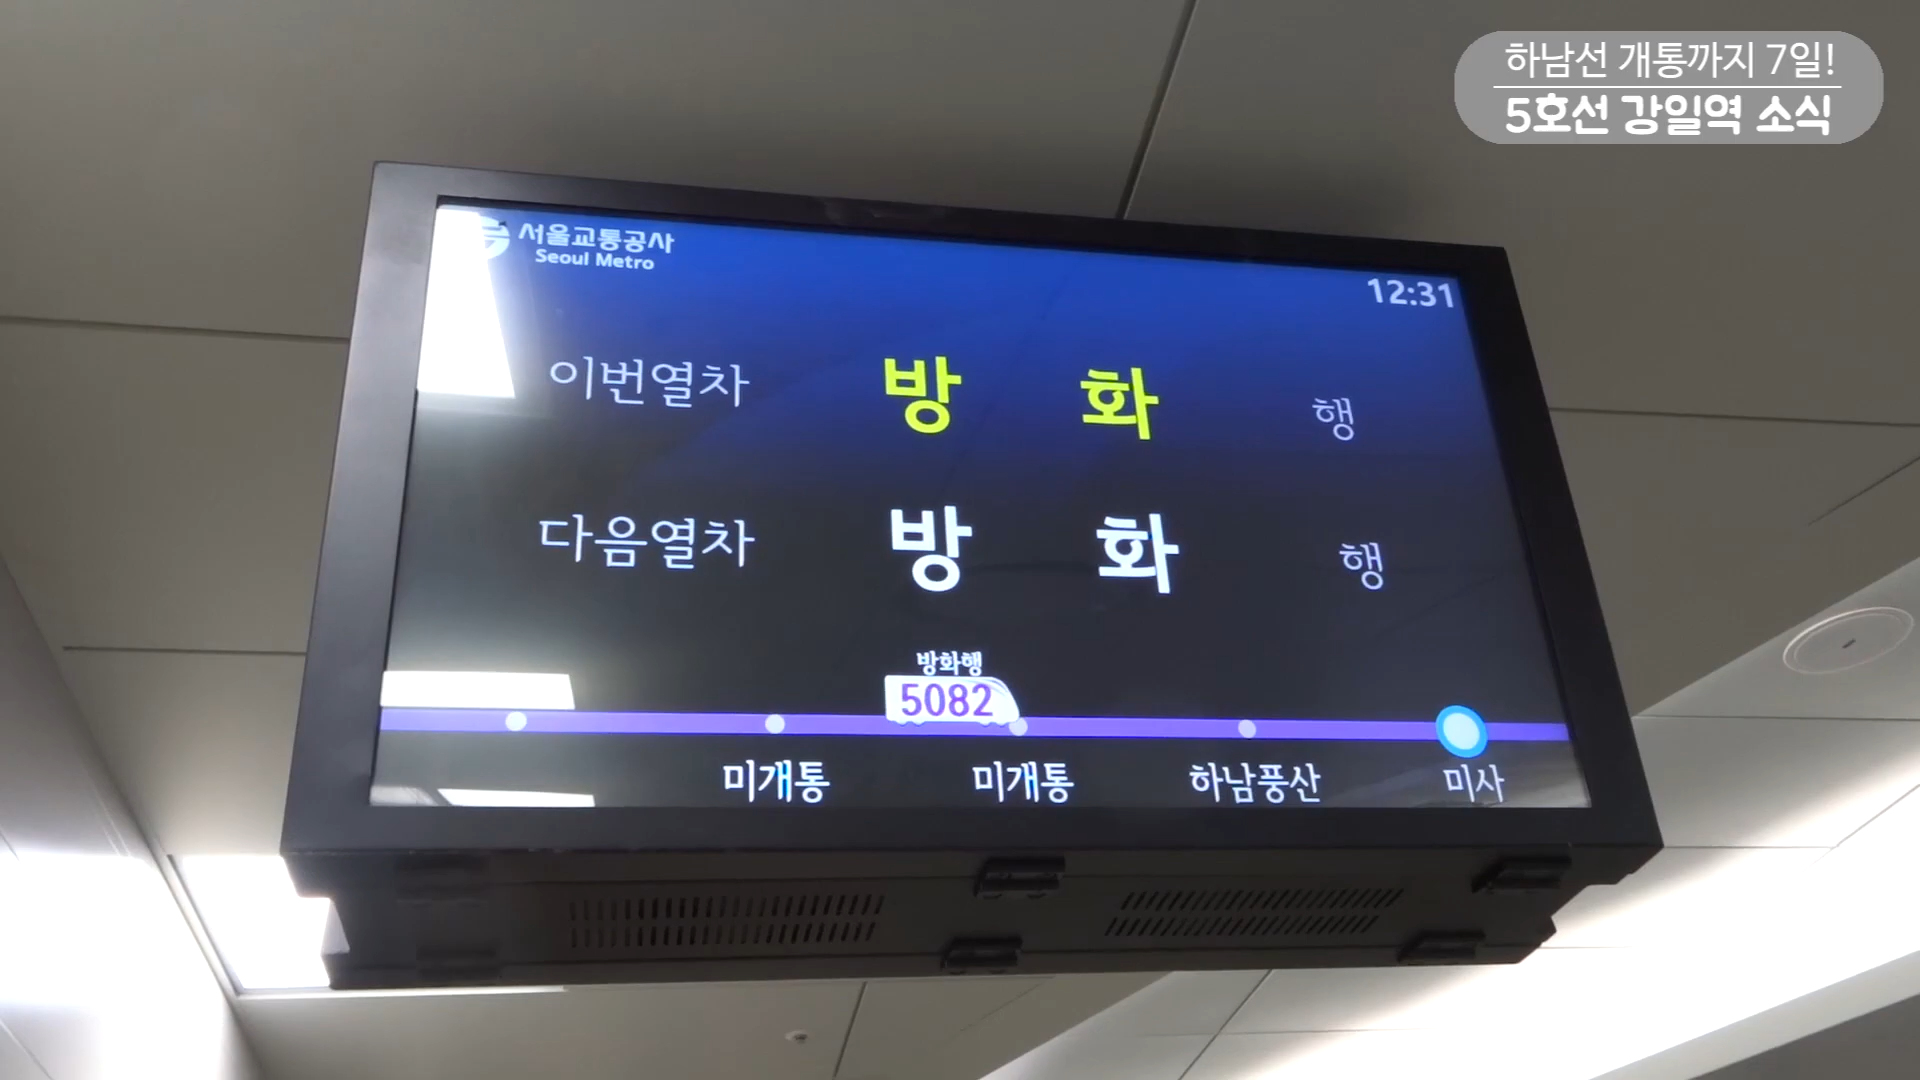 하남선 개통까지 7일!
5호선 강일역 소식
서울교통공사
Seoul Metro
12:31
이번열차 방 화 행
다음열차 방 화 행
방화행
5082
미개통 미개통 하남풍산 미사